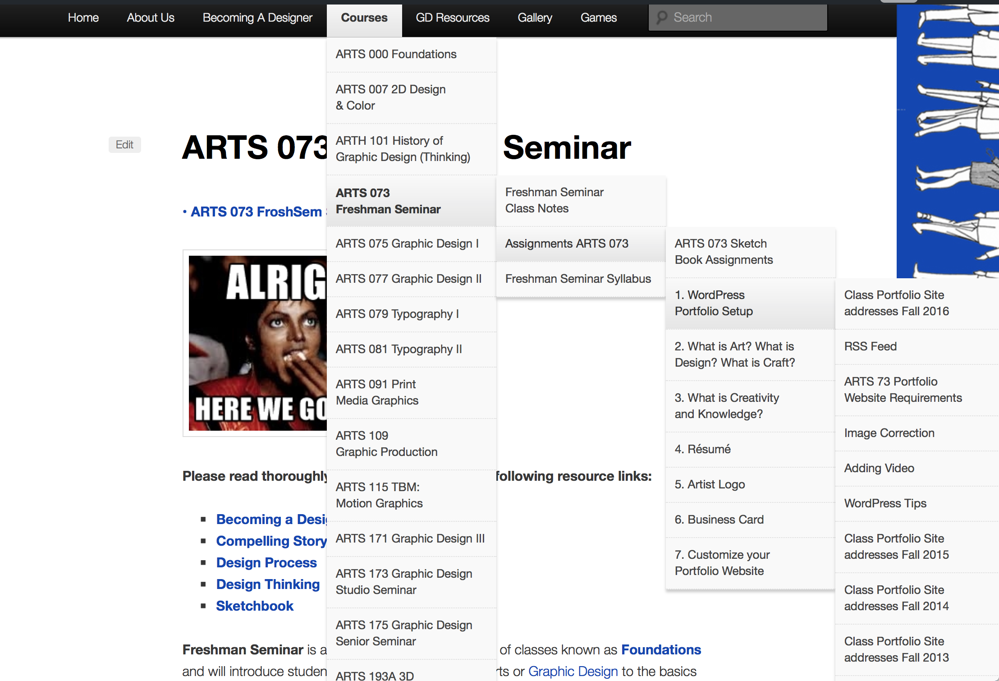 Home About Us Becoming A Designer Courses GD Resources Gallery Games Search
Edit
ARTS 073 Seminar
• ARTS 073 FroshSem
ALRIG
HERE WE GO
Please read thoroughly following resource links:
Becoming a Desi
Compelling Story
Design Process
Design Thinking
Sketchbook
Freshman Seminar is a of classes known as Foundations
and will introduce studen rts or Graphic Design to the basics
ARTS 000 Foundations
ARTS 007 2D Design
& Color
ARTH 101 History of
Graphic Design (Thinking)
ARTS 073
Freshman Seminar
ARTS 075 Graphic Design I
ARTS 077 Graphic Design II
ARTS 079 Typography I
ARTS 081 Typography II
ARTS 091 Print
Media Graphics
ARTS 109
Graphic Production
ARTS 115 TBM:
Motion Graphics
ARTS 171 Graphic Design III
ARTS 173 Graphic Design
Studio Seminar
ARTS 175 Graphic Design
Senior Seminar
ARTS 193A 3D
Freshman Seminar
Class Notes
Assignments ARTS 073
Freshman Seminar Syllabus
ARTS 073 Sketch
Book Assignments
1. WordPress
Portfolio Setup
2. What is Art? What is
Design? What is Craft?
3. What is Creativity
and Knowledge?
4. Résumé
5. Artist Logo
6. Business Card
7. Customize your
Portfolio Website
Class Portfolio Site
addresses Fall 2016
RSS Feed
ARTS 73 Portfolio
Website Requirements
Image Correction
Adding Video
WordPress Tips
Class Portfolio Site
addresses Fall 2015
Class Portfolio Site
addresses Fall 2014
Class Portfolio Site
addresses Fall 2013